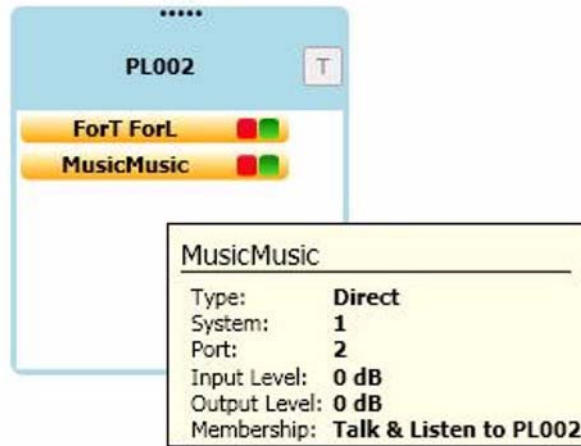 PL002
T
ForT ForL
MusicMusic
MusicMusic
Type: Direct
System: 1
Port: 2
Input Level: 0 dB
Output Level: 0 dB
Membership: Talk & Listen to PL002